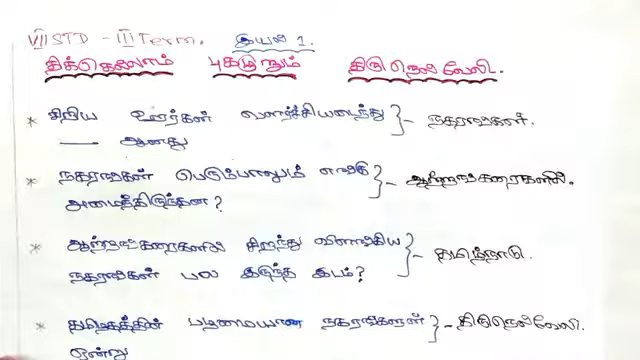 VII STD - III Term. இயல் 1.
திக்கெல்லாம் புகழுறும் திருநெல்வேலி.
* சிறிய ஊர்கள் வளர்ச்சியடைந்து } - நகரங்கள்.
___ ஆனது
* நகரங்கள் பெரும்பாலும் எங்கு } - ஆற்றங்கரைகளில்.
அமைந்திருந்தன?
* ஆற்றங்கரைகளில் சிறந்து விளங்கிய } - தமிழ்நாடு.
நகரங்கள் பல இருந்த இடம்?
* தமிழகத்தின் பழமையான நகரங்களுள் } - திருநெல்வேலி.
ஒன்று